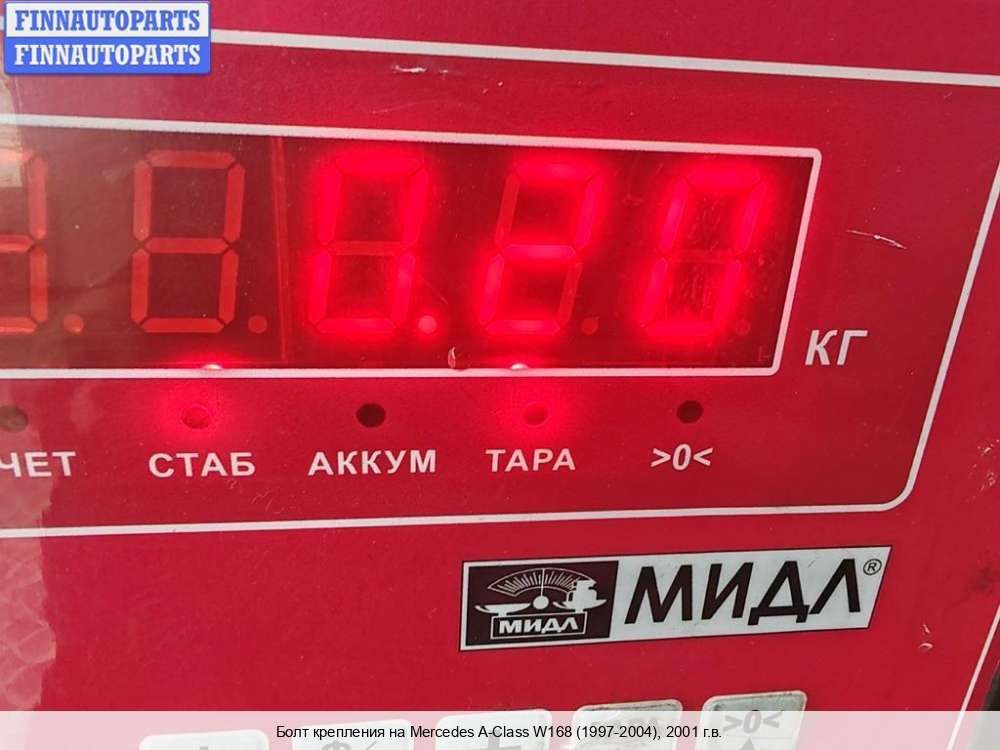 FINNAUTOPARTS
FINNAUTOPARTS
0.20
КГ
ЧЕТ СТАБ АККУМ ТАРА >0<
МИДЛ МИДЛ®
>0<
Болт крепления на Mercedes A-Class W168 (1997-2004), 2001 г.в.